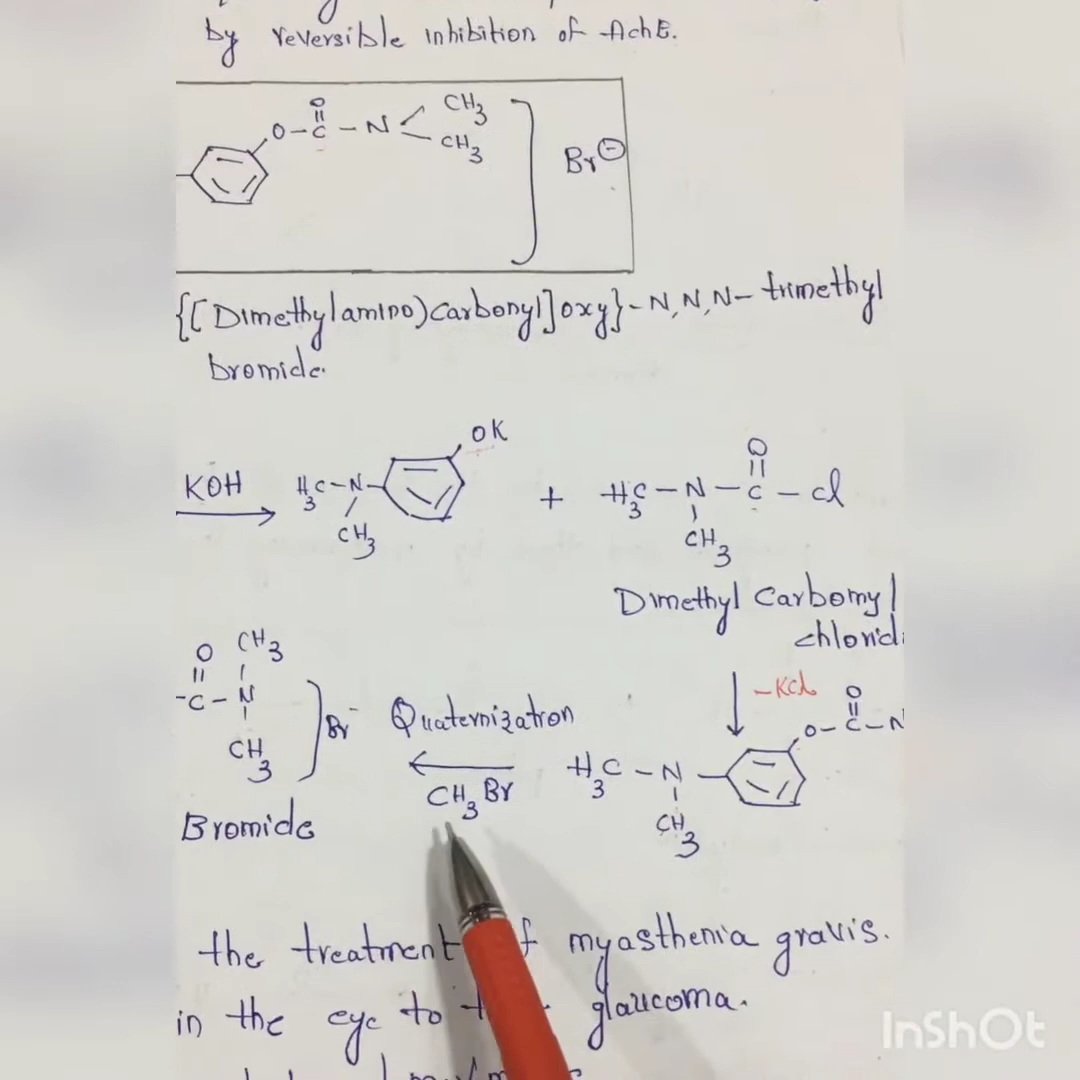 by reversible inhibition of AchE.
O
||
O-C-N
CH3
CH3
Br⊖
{[Dimethylamino)carbonyl]oxy}-N,N,N-trimethyl
bromide.
KOH
H3C-N
CH3
OK
+
H3C-N-C-Cl
O
||
CH3
Dimethyl Carbomyl
chlorid
-KCl
O
||
O-C-N
H3C-N
CH3
Quaternization
CH3Br
O
||
-C-N
CH3
CH3
Br-
Bromide
the treatment of myasthenia gravis.
in the eye to glaucoma.
InShOt